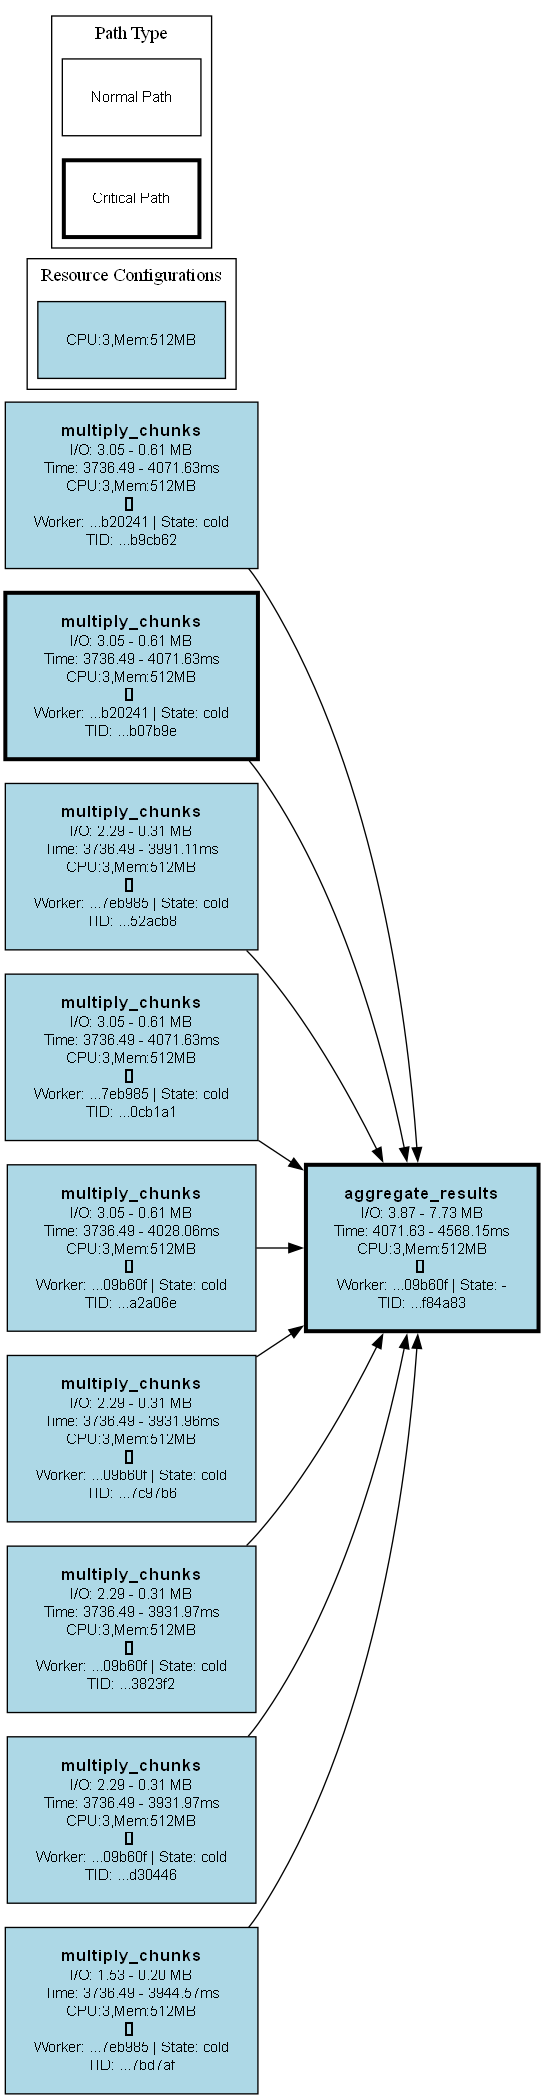 Path Type
Normal Path
Critical Path
Resource Configurations
CPU:3,Mem:512MB
multiply_chunks
I/O: 3.05 - 0.61 MB
Time: 3736.49 - 4071.63ms
CPU:3,Mem:512MB
Worker: ...b20241 | State: cold
TID: ...b9cb62
multiply_chunks
I/O: 3.05 - 0.61 MB
Time: 3736.49 - 4071.63ms
CPU:3,Mem:512MB
Worker: ...b20241 | State: cold
TID: ...b07b9e
multiply_chunks
I/O: 2.29 - 0.31 MB
Time: 3736.49 - 3991.11ms
CPU:3,Mem:512MB
Worker: ...7eb985 | State: cold
TID: ...52acb8
multiply_chunks
I/O: 3.05 - 0.61 MB
Time: 3736.49 - 4071.63ms
CPU:3,Mem:512MB
Worker: ...7eb985 | State: cold
TID: ...0cb1a1
multiply_chunks
I/O: 3.05 - 0.61 MB
Time: 3736.49 - 4028.06ms
CPU:3,Mem:512MB
Worker: ...09b60f | State: cold
TID: ...a2a06e
aggregate_results
I/O: 3.87 - 7.73 MB
Time: 4071.63 - 4568.15ms
CPU:3,Mem:512MB
Worker: ...09b60f | State: -
TID: ...f84a83
multiply_chunks
I/O: 2.29 - 0.31 MB
Time: 3736.49 - 3931.96ms
CPU:3,Mem:512MB
Worker: ...09b60f | State: cold
TID: ...7c97b6
multiply_chunks
I/O: 2.29 - 0.31 MB
Time: 3736.49 - 3931.97ms
CPU:3,Mem:512MB
Worker: ...09b60f | State: cold
TID: ...3823f2
multiply_chunks
I/O: 2.29 - 0.31 MB
Time: 3736.49 - 3931.97ms
CPU:3,Mem:512MB
Worker: ...09b60f | State: cold
TID: ...d30446
multiply_chunks
I/O: 1.53 - 0.20 MB
Time: 3736.49 - 3944.57ms
CPU:3,Mem:512MB
Worker: ...7eb985 | State: cold
TID: ...7bd7af